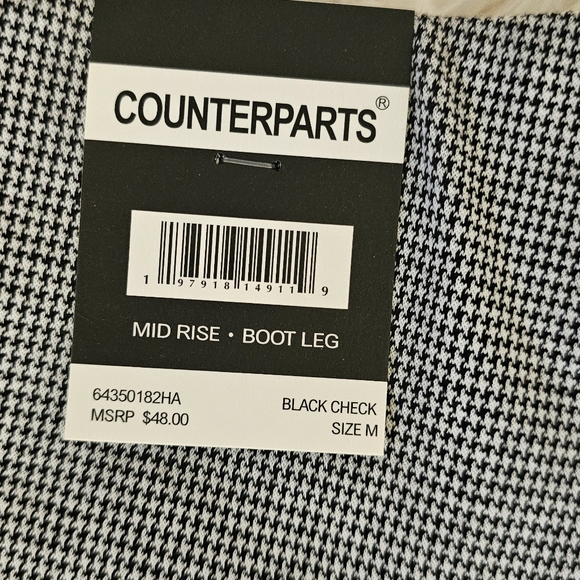 COUNTERPARTS®
1 97918 14911 9
MID RISE • BOOT LEG
64350182HA
MSRP $48.00
BLACK CHECK
SIZE M